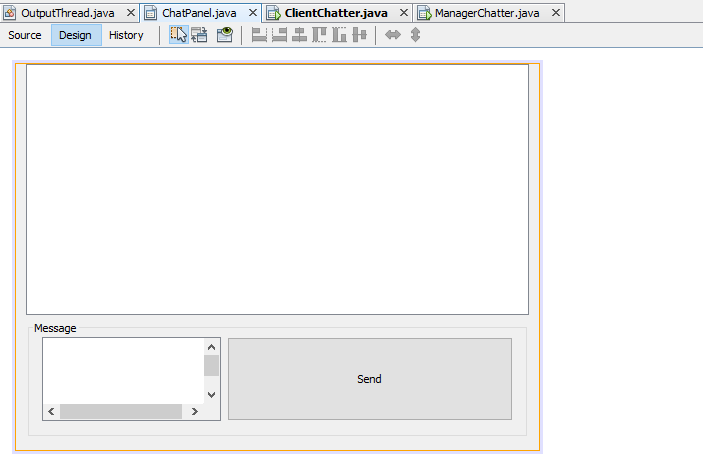 OutputThread.java ChatPanel.java ClientChatter.java ManagerChatter.java
Source Design History
Message
Send